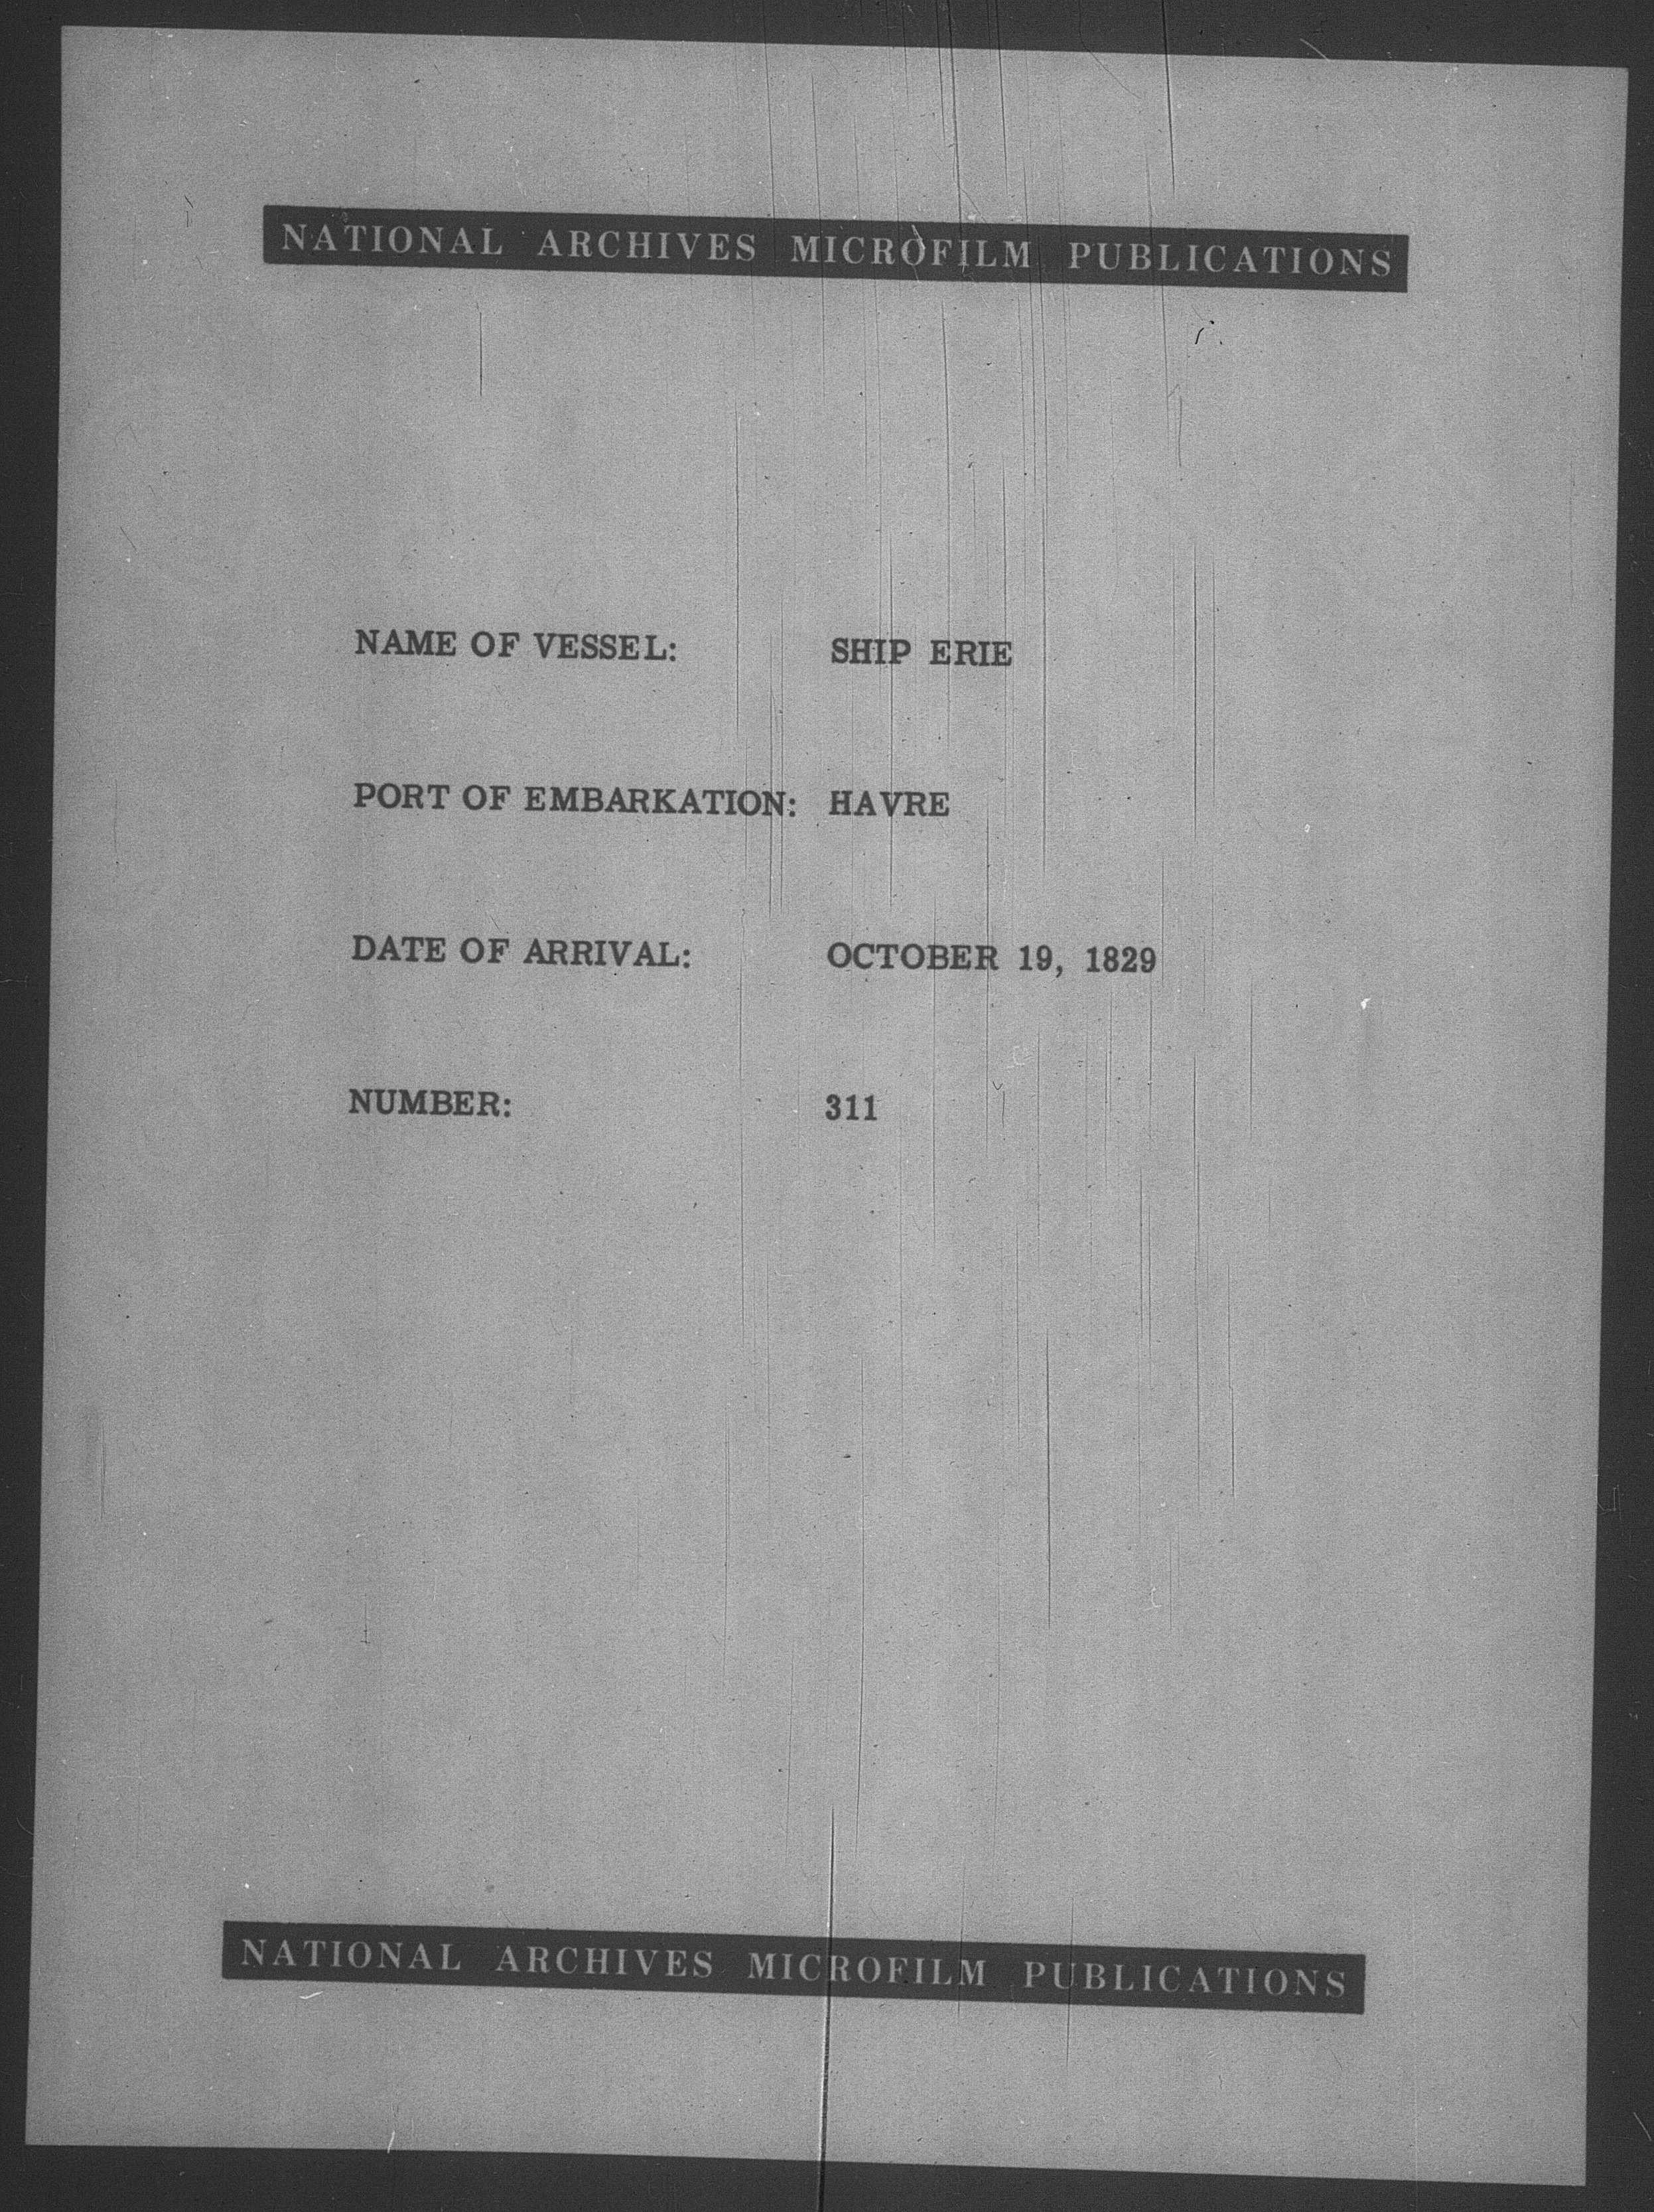 NATIONAL ARCHIVES MICROFILM PUBLICATIONS
NAME OF VESSEL: SHIP ERIE
PORT OF EMBARKATION: HAVRE
DATE OF ARRIVAL: OCTOBER 19, 1829
NUMBER: 311
NATIONAL ARCHIVES MICROFILM PUBLICATIONS